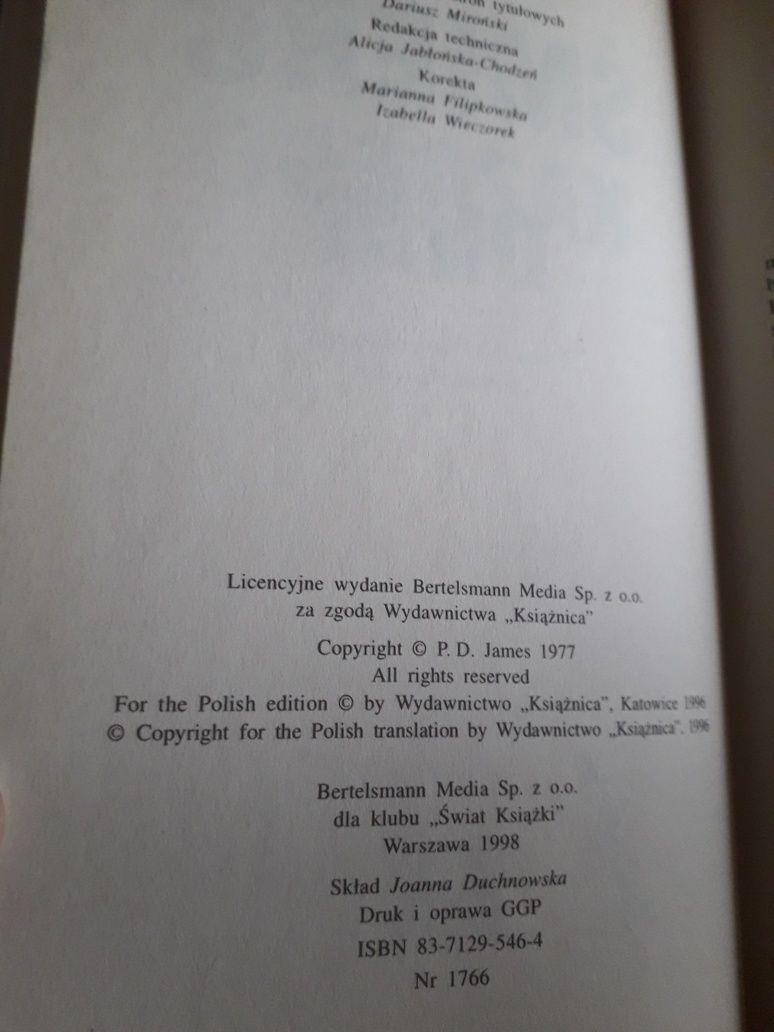 tytułowych
Dariusz Miroński
Redakcja techniczna
Alicja Jabłońska-Chodzeń
Korekta
Marianna Filipkowska
Izabella Wieczorek
Licencyjne wydanie Bertelsmann Media Sp. z o.o.
za zgodą Wydawnictwa „Książnica”
Copyright © P. D. James 1977
All rights reserved
For the Polish edition © by Wydawnictwo „Książnica”, Katowice 1996
© Copyright for the Polish translation by Wydawnictwo „Książnica”. 1996
Bertelsmann Media Sp. z o.o.
dla klubu „Świat Książki”
Warszawa 1998
Skład Joanna Duchnowska
Druk i oprawa GGP
ISBN 83-7129-546-4
Nr 1766